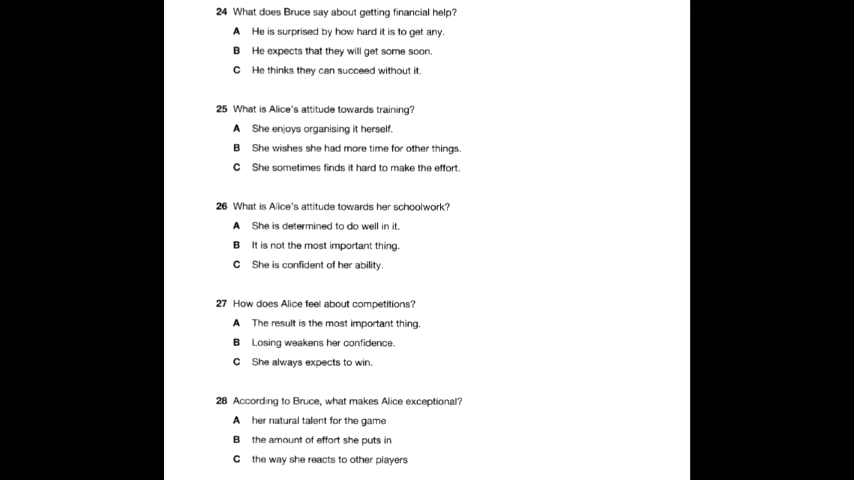 24 What does Bruce say about getting financial help?
A He is surprised by how hard it is to get any.
B He expects that they will get some soon.
C He thinks they can succeed without it.
25 What is Alice's attitude towards training?
A She enjoys organising it herself.
B She wishes she had more time for other things.
C She sometimes finds it hard to make the effort.
26 What is Alice's attitude towards her schoolwork?
A She is determined to do well in it.
B It is not the most important thing.
C She is confident of her ability.
27 How does Alice feel about competitions?
A The result is the most important thing.
B Losing weakens her confidence.
C She always expects to win.
28 According to Bruce, what makes Alice exceptional?
A her natural talent for the game
B the amount of effort she puts in
C the way she reacts to other players